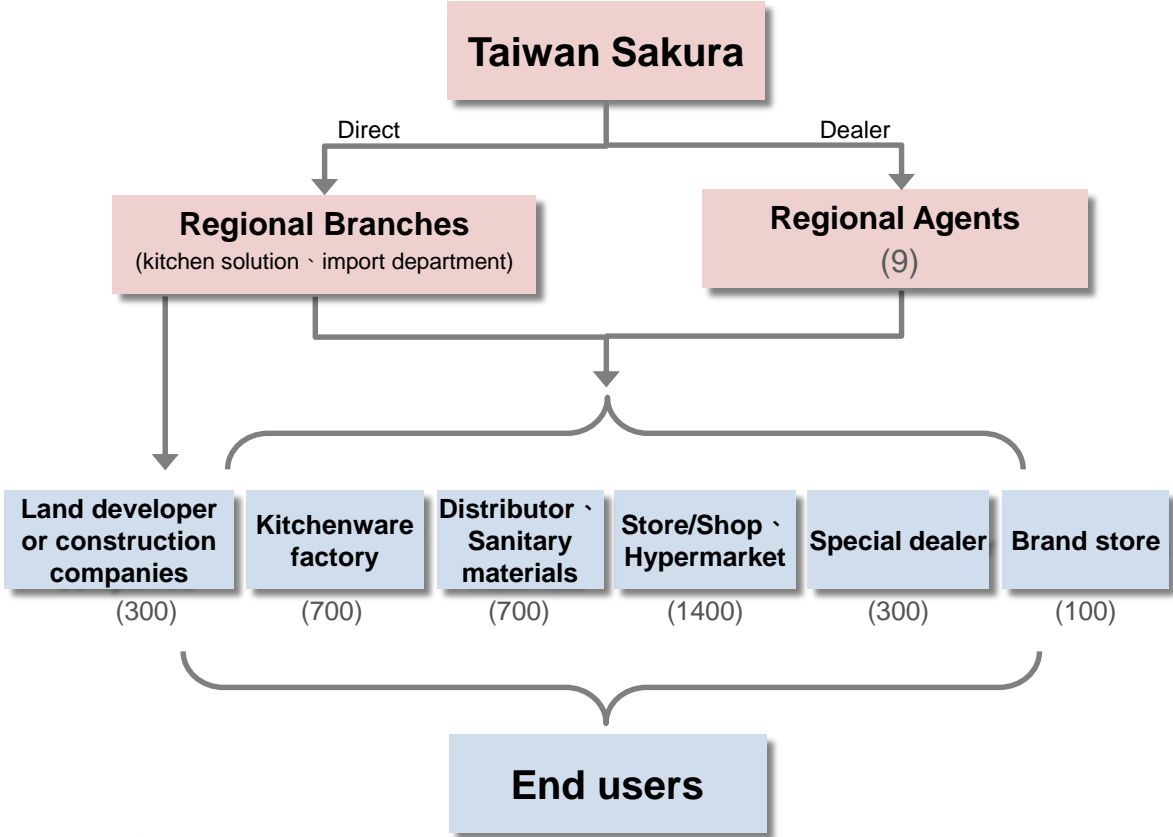 Taiwan Sakura
Direct
Dealer
Regional Branches
(kitchen solution、import department)
Regional Agents
(9)
Land developer
or construction
companies
(300)
Kitchenware
factory
(700)
Distributor、
Sanitary
materials
(700)
Store/Shop、
Hypermarket
(1400)
Special dealer
(300)
Brand store
(100)
End users